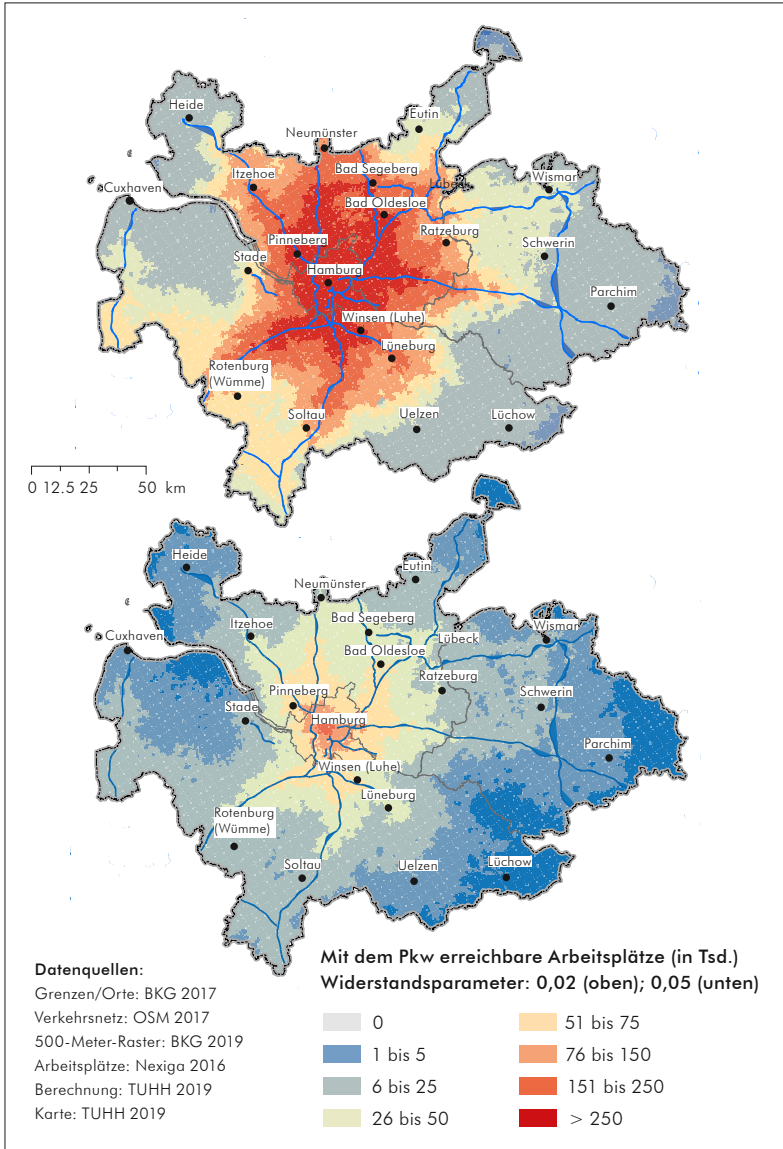 Heide
Eutin
Neumünster
Itzehoe
Bad Segeberg
Wismar
Cuxhaven
Lübeck
Bad Oldesloe
Ratzeburg
Pinneberg
Schwerin
Stade
Hamburg
Parchim
Winsen (Luhe)
Lüneburg
Rotenburg
(Wümme)
Soltau
Uelzen
Lüchow
0 12.5 25 50 km
Heide
Eutin
Neumünster
Itzehoe
Bad Segeberg
Wismar
Cuxhaven
Lübeck
Bad Oldesloe
Ratzeburg
Pinneberg
Schwerin
Stade
Hamburg
Parchim
Winsen (Luhe)
Lüneburg
Rotenburg
(Wümme)
Soltau
Uelzen
Lüchow
Datenquellen:
Grenzen/Orte: BKG 2017
Verkehrsnetz: OSM 2017
500-Meter-Raster: BKG 2019
Arbeitsplätze: Nexiga 2016
Berechnung: TUHH 2019
Karte: TUHH 2019
Mit dem Pkw erreichbare Arbeitsplätze (in Tsd.)
Widerstandsparameter: 0,02 (oben); 0,05 (unten)
0
1 bis 5
6 bis 25
26 bis 50
51 bis 75
76 bis 150
151 bis 250
> 250